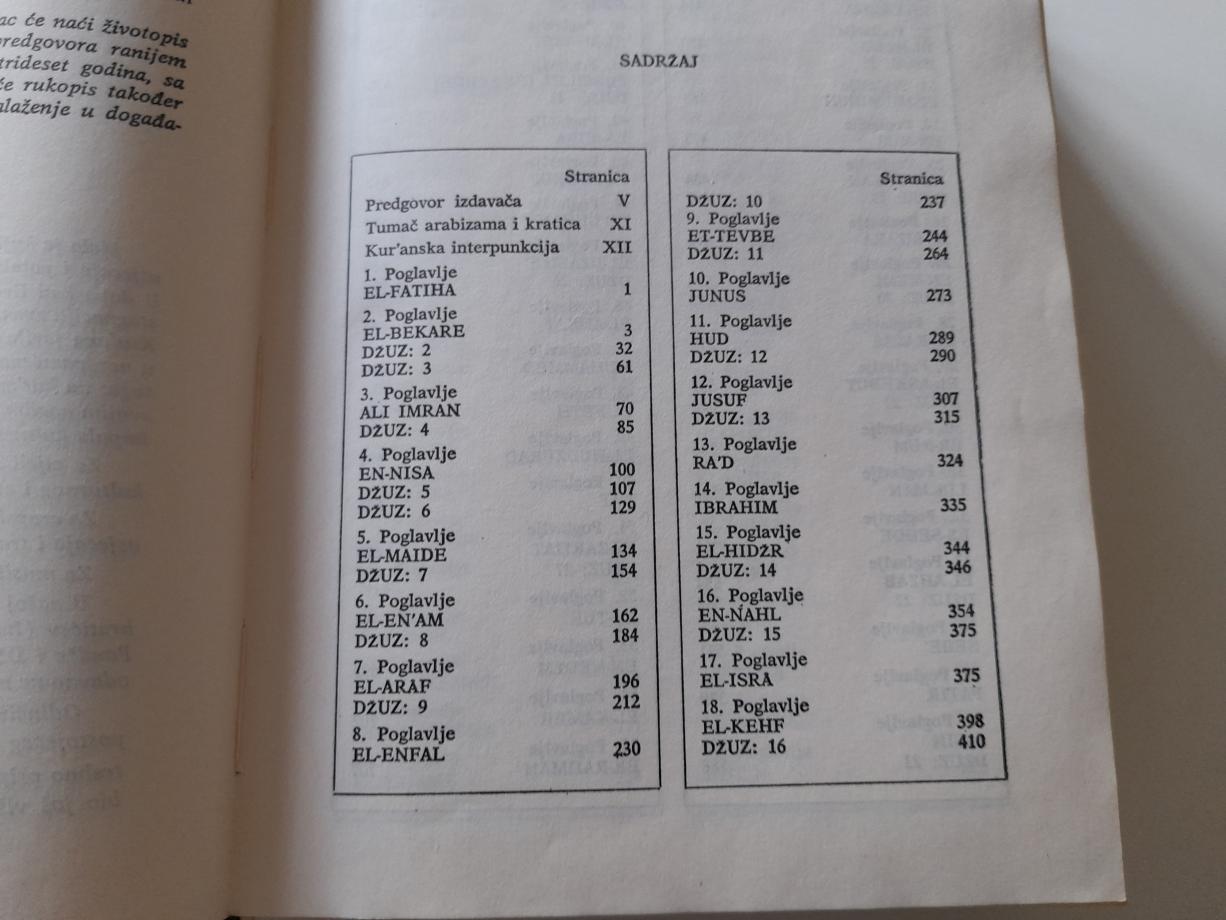 ac će naći životopis
predgovora ranijem
trideset godina, sa
će rukopis također
alaženje u događa-
SADRŽAJ
Stranica
Predgovor izdavača V
Tumač arabizama i kratica XI
Kur'anska interpunkcija XII
1. Poglavlje
EL-FATIHA 1
2. Poglavlje
EL-BEKARE 3
DŽUZ: 2 32
DŽUZ: 3 61
3. Poglavlje
ALI IMRAN 70
DŽUZ: 4 85
4. Poglavlje
EN-NISA 100
DŽUZ: 5 107
DŽUZ: 6 129
5. Poglavlje
EL-MAIDE 134
DŽUZ: 7 154
6. Poglavlje
EL-EN'AM 162
DŽUZ: 8 184
7. Poglavlje
EL-ARAF 196
DŽUZ: 9 212
8. Poglavlje
EL-ENFAL 230
Stranica
DŽUZ: 10 237
9. Poglavlje
ET-TEVBE 244
DŽUZ: 11 264
10. Poglavlje
JUNUS 273
11. Poglavlje
HUD 289
DŽUZ: 12 290
12. Poglavlje
JUSUF 307
DŽUZ: 13 315
13. Poglavlje
RA'D 324
14. Poglavlje
IBRAHIM 335
15. Poglavlje
EL-HIDŽR 344
DŽUZ: 14 346
16. Poglavlje
EN-NAHL 354
DŽUZ: 15 375
17. Poglavlje
EL-ISRA 375
18. Poglavlje
EL-KEHF 398
DŽUZ: 16 410